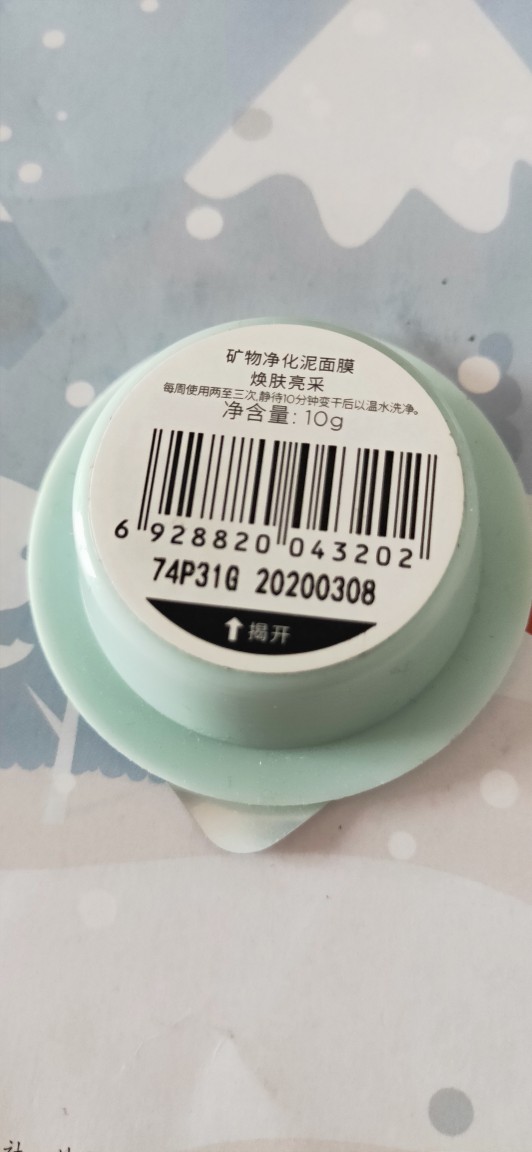 矿物净化泥面膜
焕肤亮采
每周使用两至三次,静待10分钟变干后以温水洗净。
净含量: 10g
6 928820 043202
74P31G 20200308
揭开